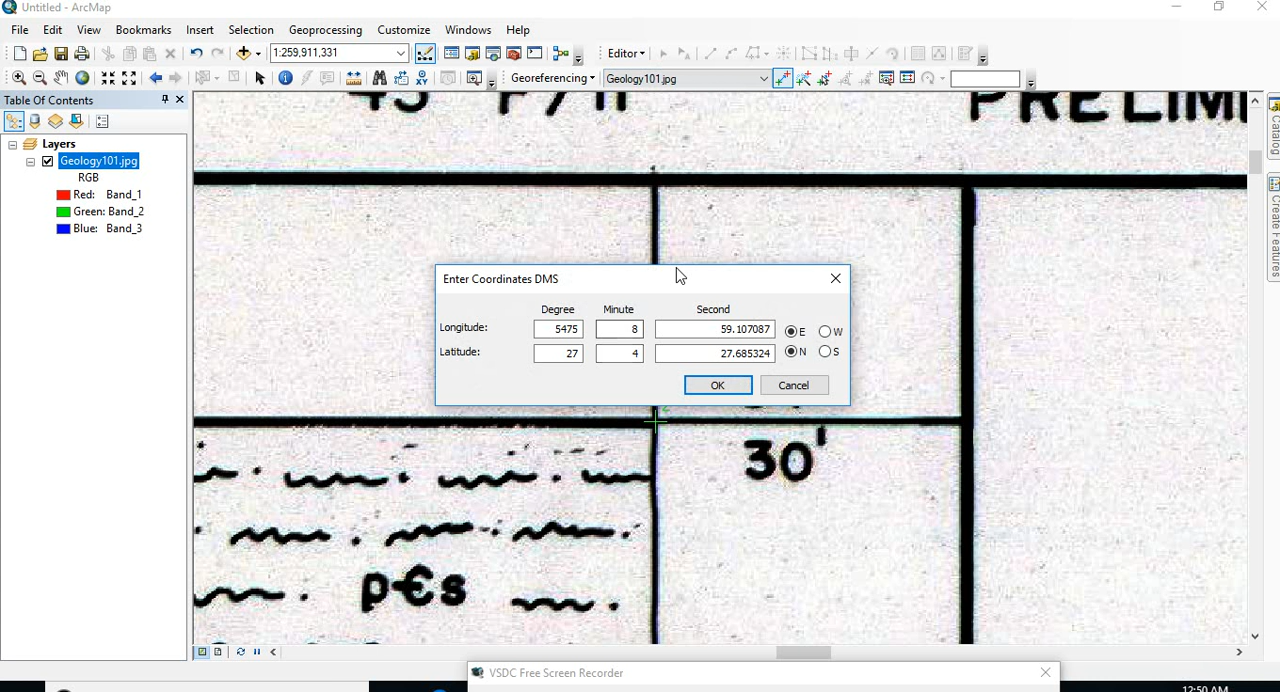 Untitled - ArcMap
File Edit View Bookmarks Insert Selection Geoprocessing Customize Windows Help
1:259,911,331 Editor
Georeferencing Geology101.jpg
Table Of Contents
Layers
Geology101.jpg
RGB
Red: Band_1
Green: Band_2
Blue: Band_3
PRELIMI
Enter Coordinates DMS
Degree Minute Second
Longitude: 5475 8 59.107087 E W
Latitude: 27 4 27.685324 N S
OK Cancel
30'
p€s
Catalog
Create Features
VSDC Free Screen Recorder
12:50 AM